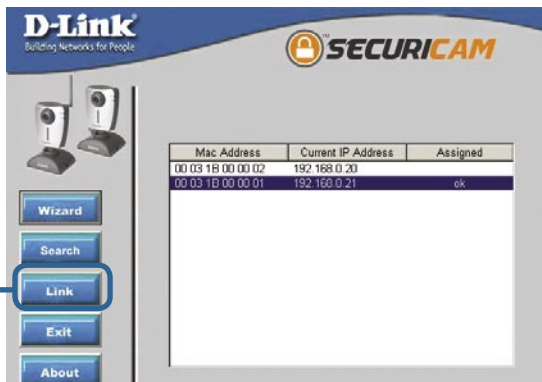 D-Link
Building Networks for People
SECURICAM
Mac Address Current IP Address Assigned
00 03 1B 00 00 02 192.168.0.20
00 03 1B 00 00 01 192.168.0.21 ok
Wizard
Search
Link
Exit
About